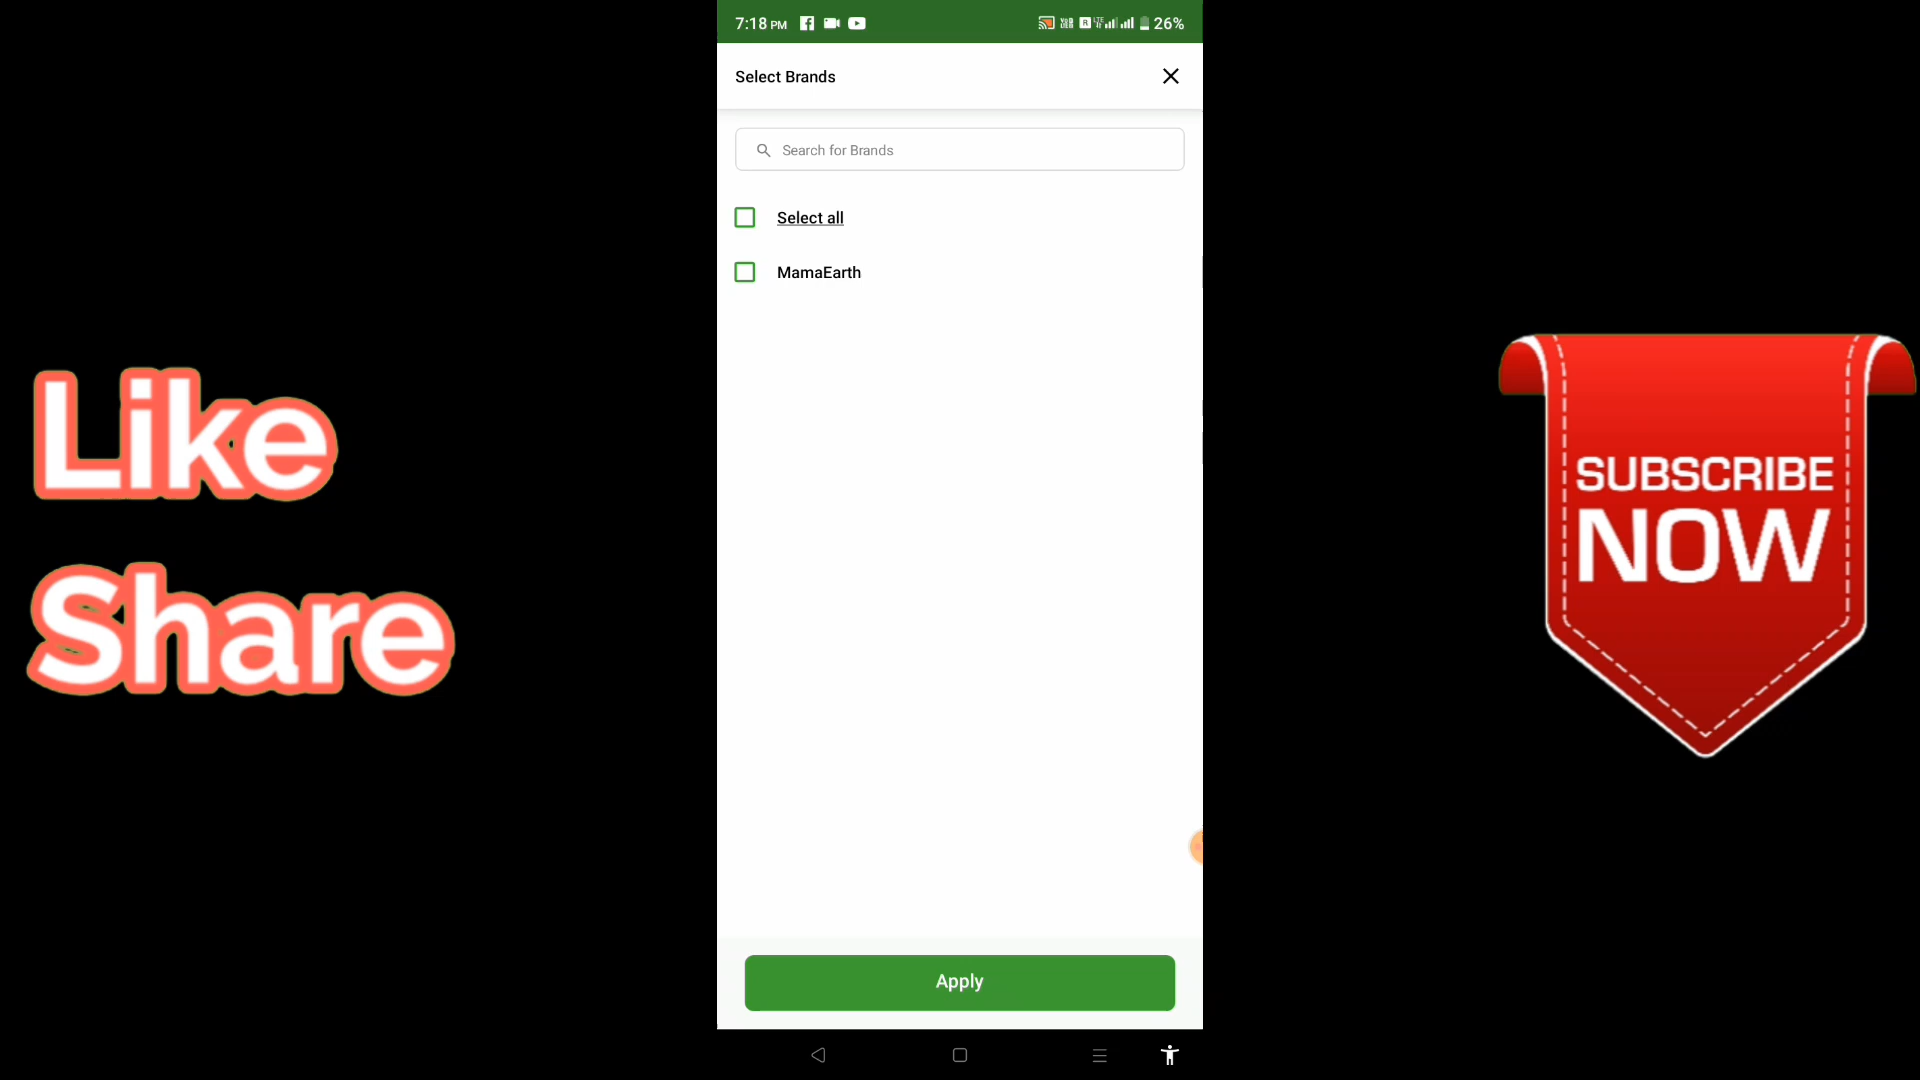 7:18 PM
26%
Select Brands
Search for Brands
Select all
MamaEarth
Apply
Like
Share
SUBSCRIBE
NOW